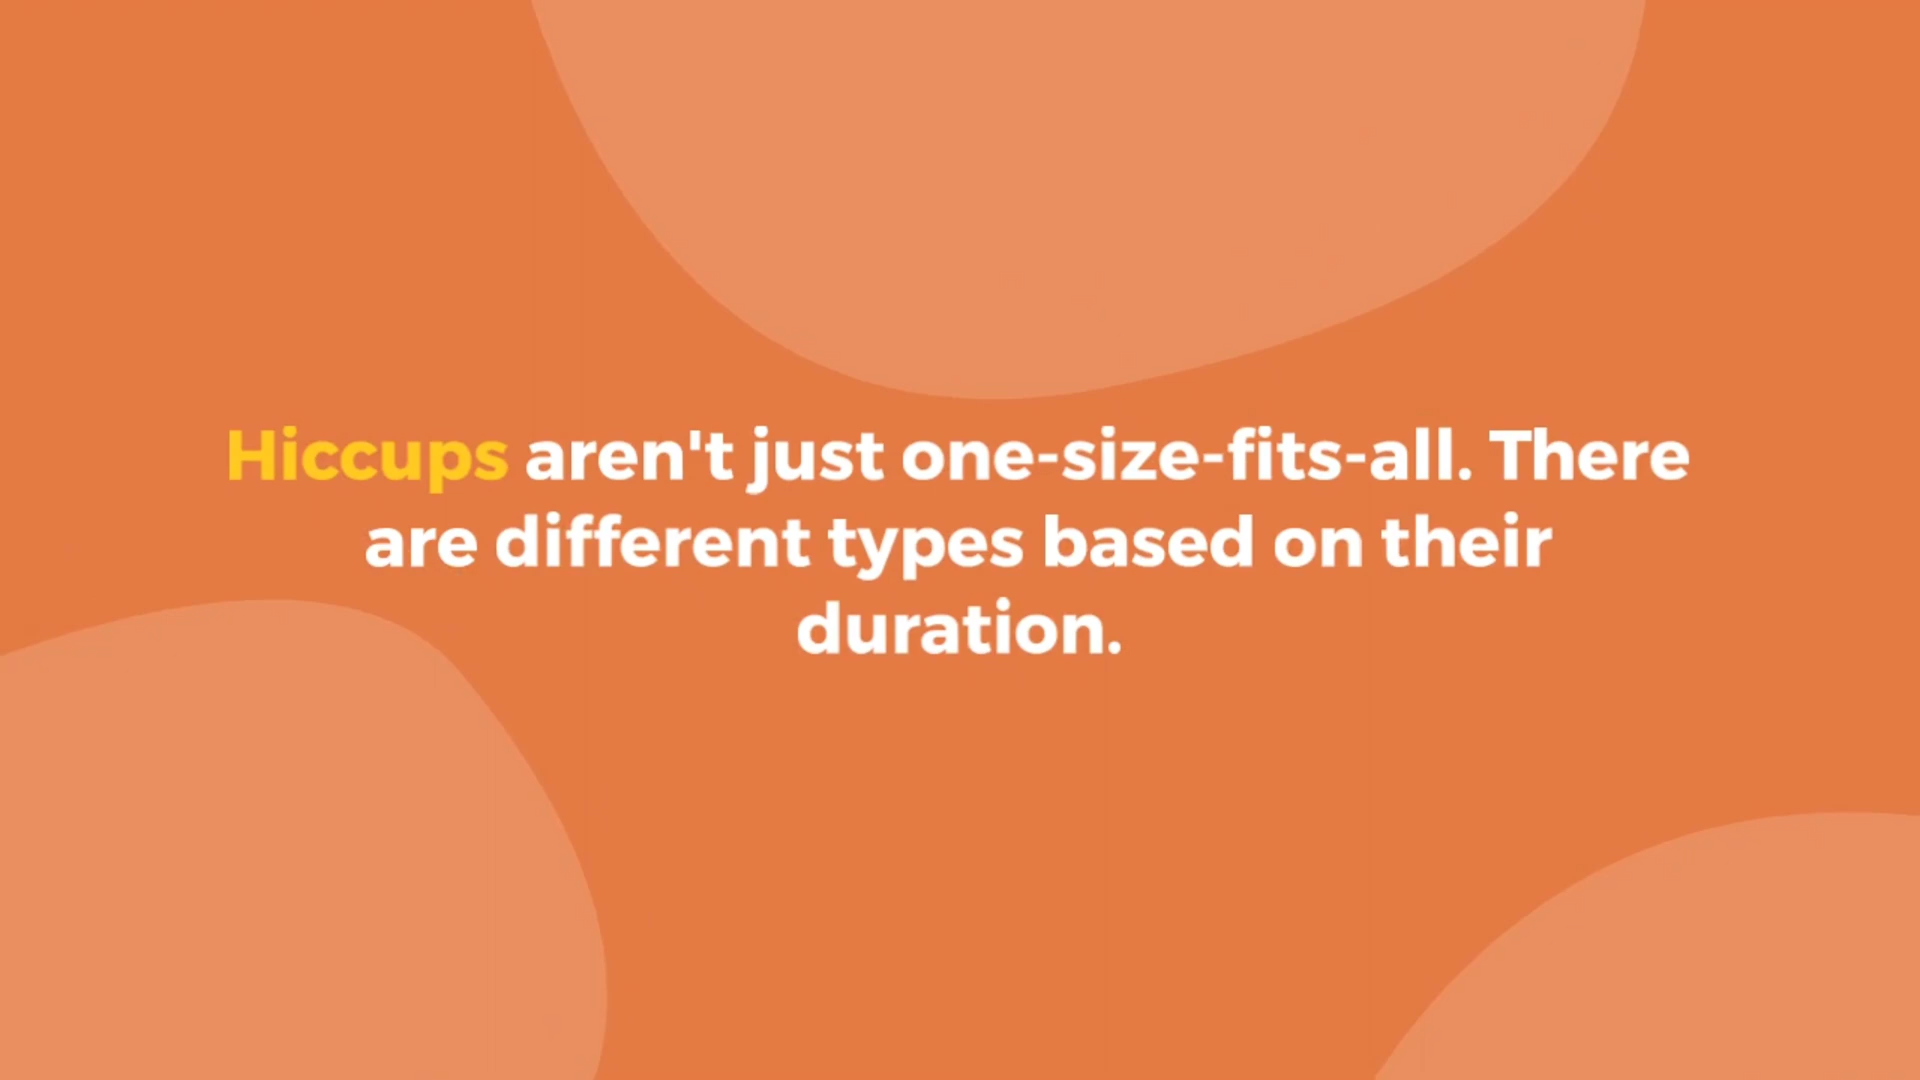 Hiccups aren't just one-size-fits-all. There
are different types based on their
duration.